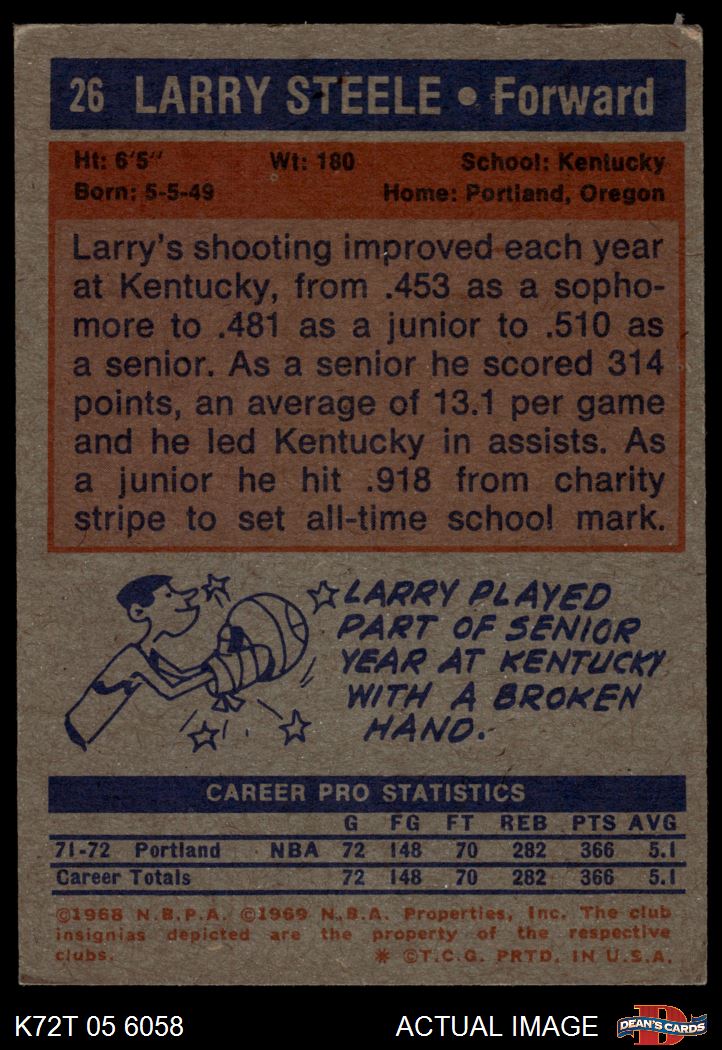 26 LARRY STEELE • Forward
Ht: 6'5" Wt: 180 School: Kentucky
Born: 5-5-49 Home: Portland, Oregon
Larry's shooting improved each year
at Kentucky, from .453 as a sopho-
more to .481 as a junior to .510 as
a senior. As a senior he scored 314
points, an average of 13.1 per game
and he led Kentucky in assists. As
a junior he hit .918 from charity
stripe to set all-time school mark.
LARRY PLAYED
PART OF SENIOR
YEAR AT KENTUCKY
WITH A BROKEN
HAND.
CAREER PRO STATISTICS
G FG FT REB PTS AVG
71-72 Portland NBA 72 148 70 282 366 5.1
Career Totals 72 148 70 282 366 5.1
©1968 N.B.P.A. ©1969 N.B.A. Properties, Inc. The club
insignias depicted are the property of the respective
clubs. * ©T.C.G. PRTD. IN U.S.A.
K72T 05 6058 ACTUAL IMAGE D DEAN'S CARDS